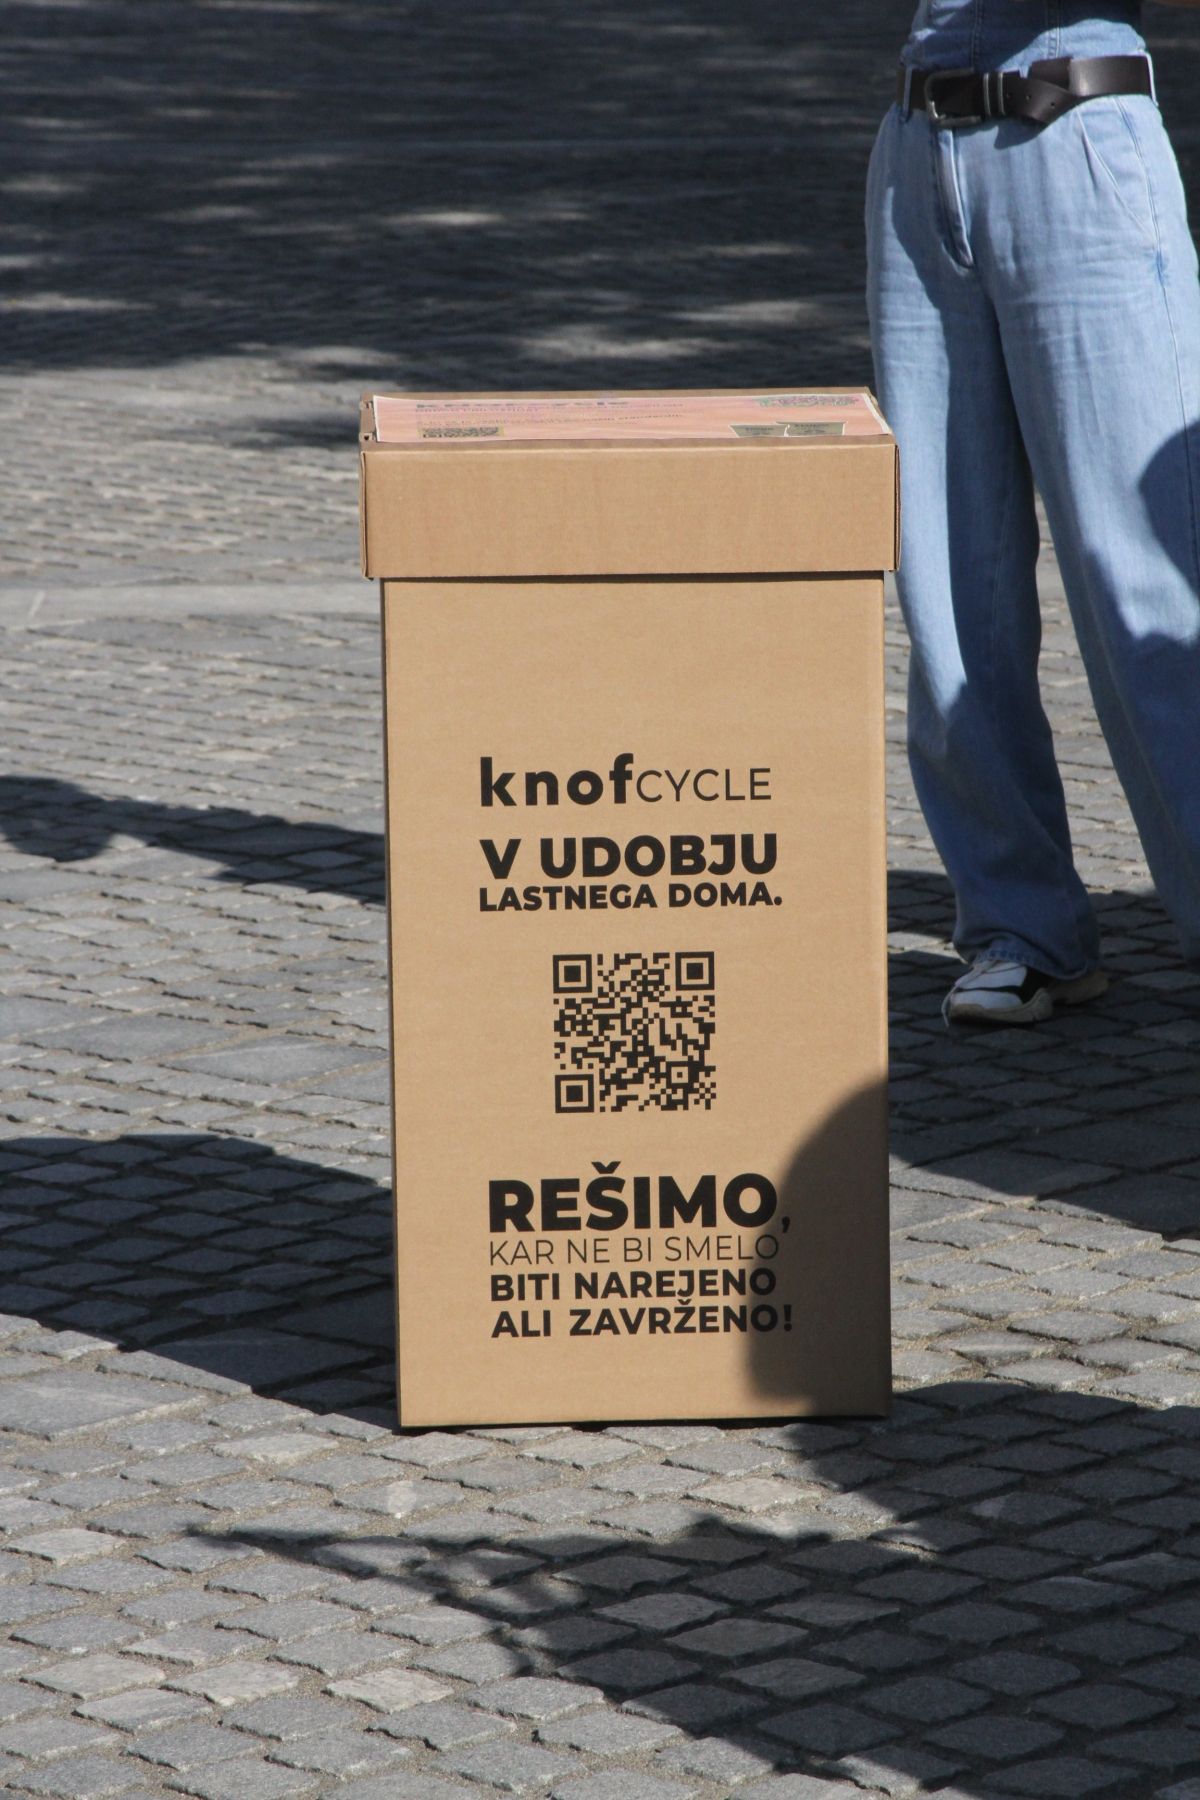 knofCYCLE
V UDOBJU
LASTNEGA DOMA.
REŠIMO,
KAR NE BI SMELO
BITI NAREJENO
ALI ZAVRŽENO!